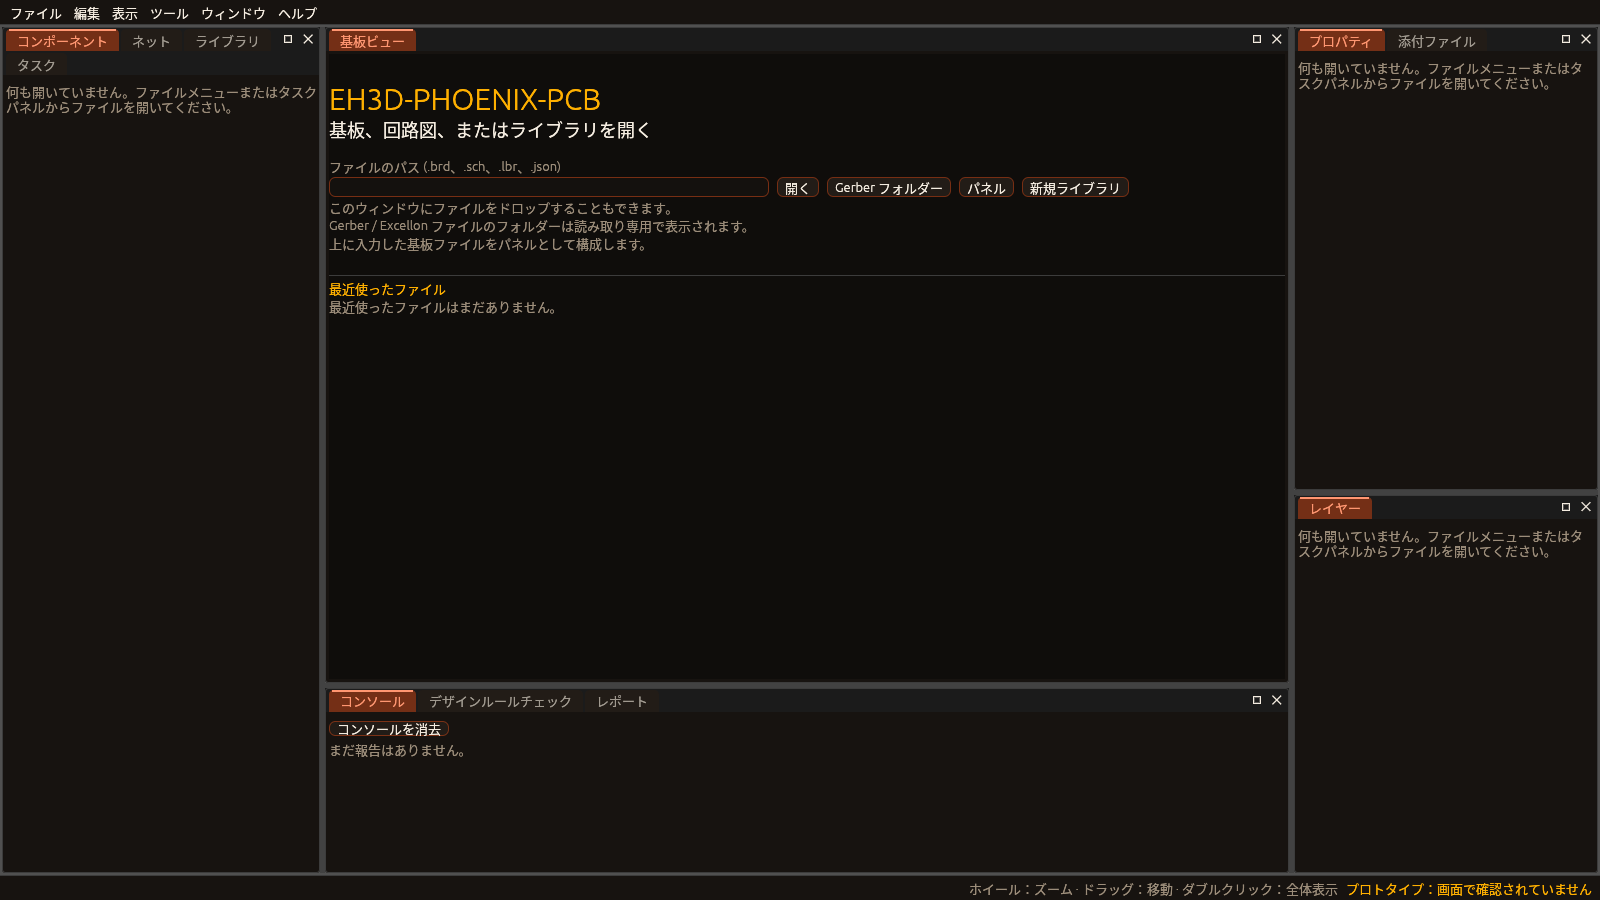 ファイル 編集 表示 ツール ウィンドウ ヘルプ
コンポーネント ネット ライブラリ
タスク
何も開いていません。ファイルメニューまたはタスク
パネルからファイルを開いてください。
基板ビュー
EH3D-PHOENIX-PCB
基板、回路図、またはライブラリを開く
ファイルのパス (.brd、.sch、.lbr、.json)
開く Gerber フォルダー パネル 新規ライブラリ
このウィンドウにファイルをドロップすることもできます。
Gerber / Excellon ファイルのフォルダーは読み取り専用で表示されます。
上に入力した基板ファイルをパネルとして構成します。
最近使ったファイル
最近使ったファイルはまだありません。
コンソール デザインルールチェック レポート
コンソールを消去
まだ報告はありません。
プロパティ 添付ファイル
何も開いていません。ファイルメニューまたはタ
スクパネルからファイルを開いてください。
レイヤー
何も開いていません。ファイルメニューまたはタ
スクパネルからファイルを開いてください。
ホイール：ズーム · ドラッグ：移動 · ダブルクリック：全体表示 プロトタイプ：画面で確認されていません